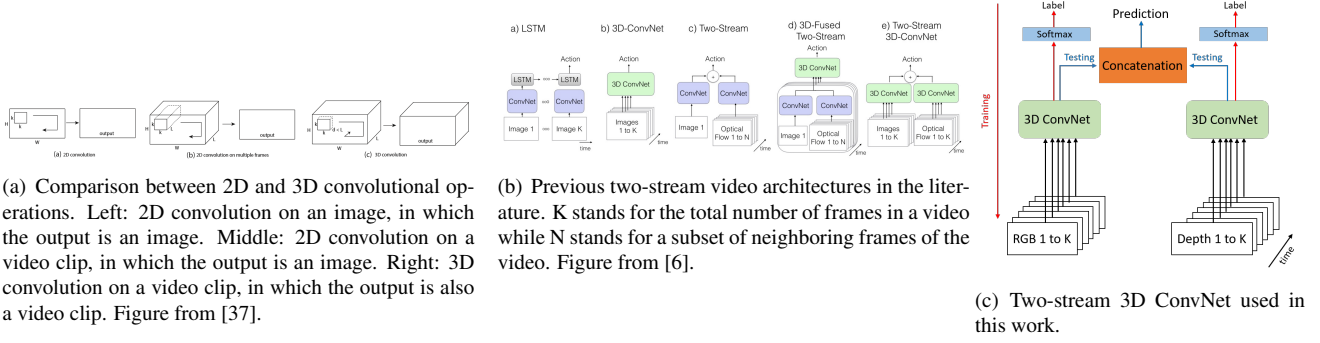 H
k
k
W
output
(a) 2D convolution
H
k
k
L
L
W
output
(b) 2D convolution on multiple frames
H
k
k
d < L
L
W
output
(c) 3D convolution
(a) Comparison between 2D and 3D convolutional op-
erations. Left: 2D convolution on an image, in which
the output is an image. Middle: 2D convolution on a
video clip, in which the output is an image. Right: 3D
convolution on a video clip, in which the output is also
a video clip. Figure from [37].
a) LSTM
Action
LSTM
LSTM
ConvNet
ConvNet
Image 1
Image K
time
b) 3D-ConvNet
Action
3D ConvNet
Images
1 to K
time
c) Two-Stream
Action
+
ConvNet
ConvNet
Image 1
Optical
Flow 1 to N
time
d) 3D-Fused
Two-Stream
Action
3D ConvNet
ConvNet
ConvNet
Image 1
Optical
Flow 1 to N
time
e) Two-Stream
3D-ConvNet
Action
+
3D ConvNet
3D ConvNet
Images
1 to K
Optical
Flow 1 to K
time
(b) Previous two-stream video architectures in the liter-
ature. K stands for the total number of frames in a video
while N stands for a subset of neighboring frames of the
video. Figure from [6].
Label
Prediction
Label
Softmax
Softmax
Testing
Concatenation
Testing
Training
3D ConvNet
3D ConvNet
RGB 1 to K
Depth 1 to K
time
(c) Two-stream 3D ConvNet used in
this work.